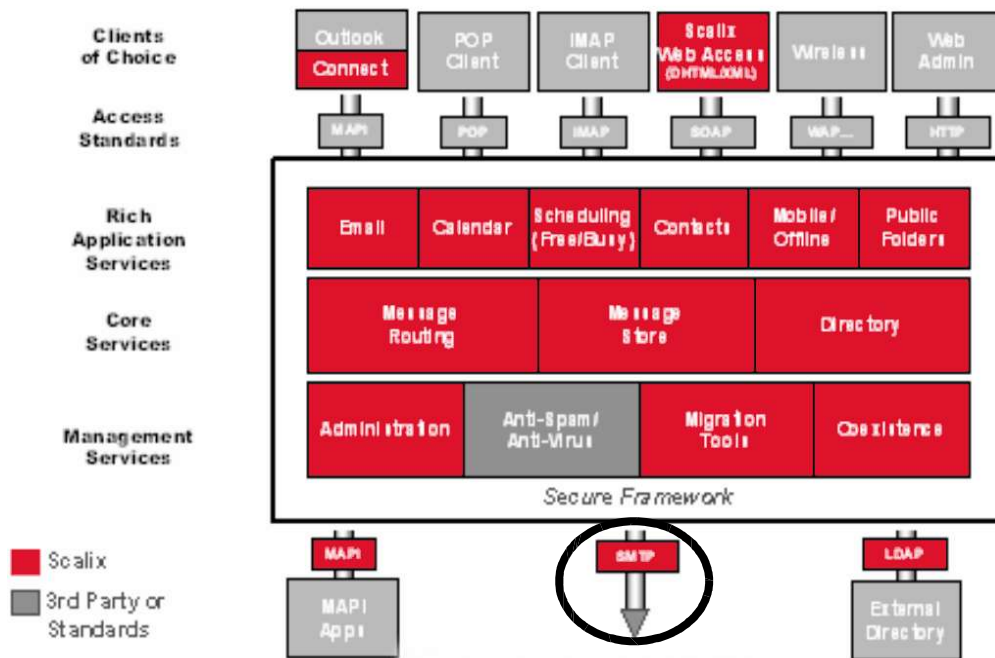 Clients
of Choice
Outlook
Connect
POP
Client
IMAP
Client
Scalix
Web Access
(DHTML/XML)
Wireless
Web
Admin
Access
Standards
MAPI
POP
IMAP
SOAP
WAP...
HTTP
Rich
Application
Services
Email
Calendar
Scheduling
(Free/Busy)
Contacts
Mobile/
Offline
Public
Folders
Core
Services
Message
Routing
Message
Store
Directory
Management
Services
Administration
Anti-Spam/
Anti-Virus
Migration
Tools
Coexistence
Secure Framework
MAPI
SMTP
LDAP
Scalix
3rd Party or
Standards
MAPI
Apps
External
Directory